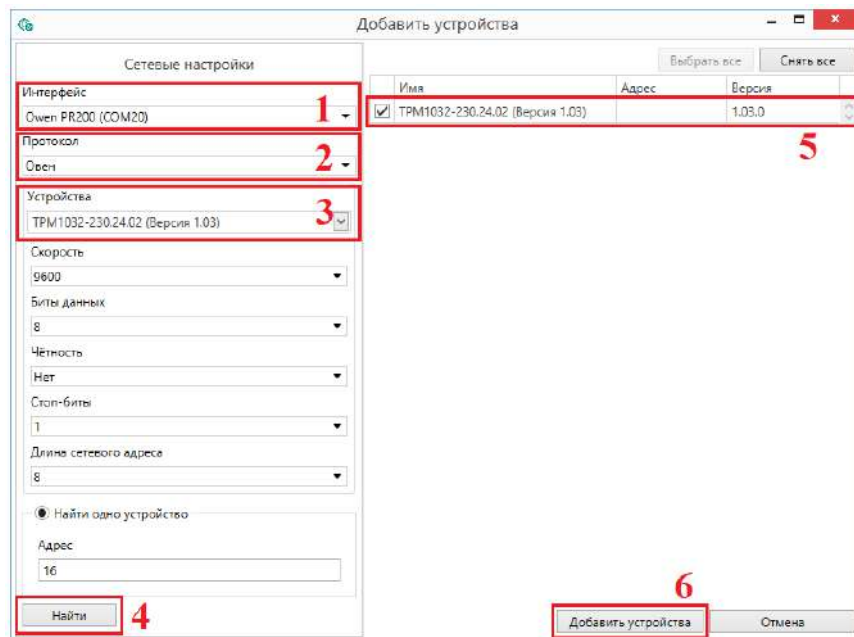 Добавить устройства
Сетевые настройки
Интерфейс
Owen PR200 (COM20)
1
Протокол
Овен
2
Устройства
ТРМ1032-230.24.02 (Версия 1.03)
3
Скорость
9600
Биты данных
8
Чётность
Нет
Стоп-биты
1
Длина сетевого адреса
8
Найти одно устройство
Адрес
16
Найти
4
Выбрать все Снять все
Имя Адрес Версия
ТРМ1032-230.24.02 (Версия 1.03) 1.03.0
5
6
Добавить устройства Отмена